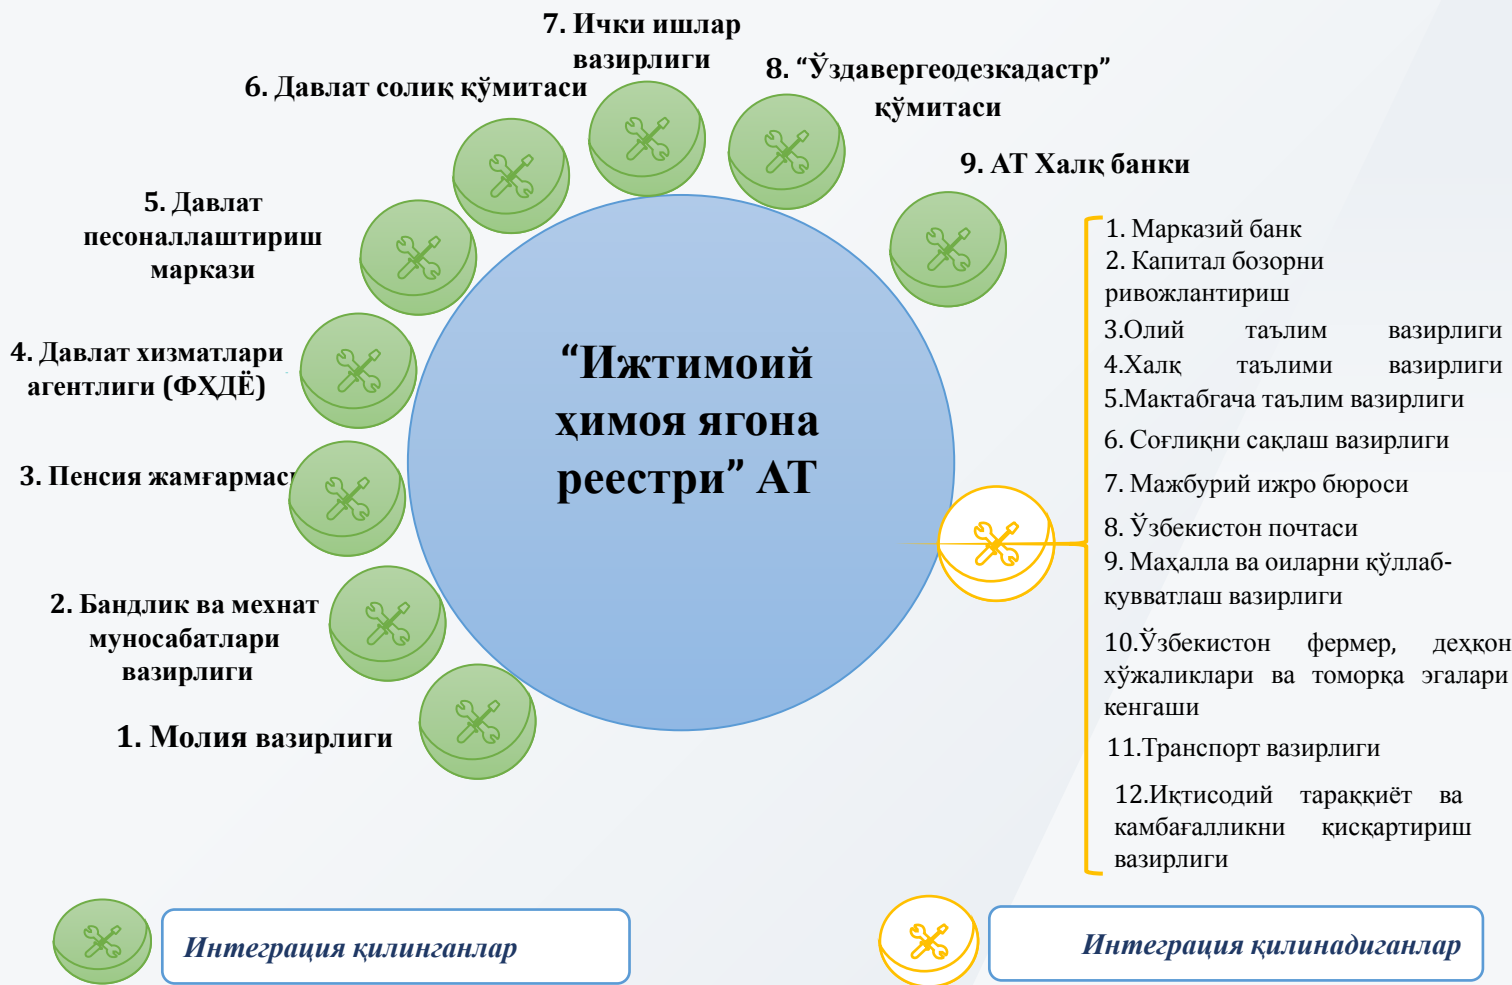 7. Ички ишлар
вазирлиги
8. “Ўздавергеодезкадастр”
қўмитаси
6. Давлат солиқ қўмитаси
9. АТ Халқ банки
5. Давлат
песоналлаштириш
маркази
4. Давлат хизматлари
агентлиги (ФҲДЁ)
3. Пенсия жамғармаси
2. Бандлик ва мехнат
муносабатлари
вазирлиги
1. Молия вазирлиги
“Ижтимоий
ҳимоя ягона
реестри” АТ
1. Марказий банк
2. Капитал бозорни
ривожлантириш
3.Олий таълим вазирлиги
4.Халқ таълими вазирлиги
5.Мактабгача таълим вазирлиги
6. Соғлиқни сақлаш вазирлиги
7. Мажбурий ижро бюроси
8. Ўзбекистон почтаси
9. Маҳалла ва оиларни қўллаб-
қувватлаш вазирлиги
10.Ўзбекистон фермер, деҳқон
хўжаликлари ва томорқа эгалари
кенгаши
11.Транспорт вазирлиги
12.Иқтисодий тараққиёт ва
камбағалликни қисқартириш
вазирлиги
Интеграция қилинганлар
Интеграция қилинадиганлар